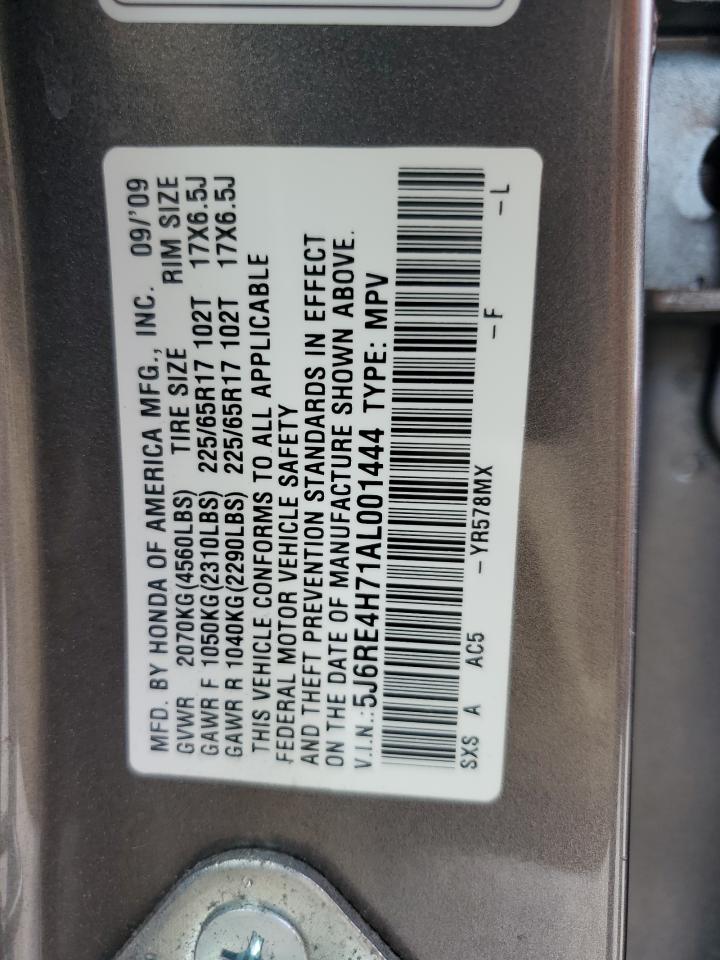 MFD. BY HONDA OF AMERICA MFG., INC. 09/'09
GVWR 2070KG(4560LBS) TIRE SIZE RIM SIZE
GAWR F 1050KG(2310LBS) 225/65R17 102T 17X6.5J
GAWR R 1040KG(2290LBS) 225/65R17 102T 17X6.5J
THIS VEHICLE CONFORMS TO ALL APPLICABLE
FEDERAL MOTOR VEHICLE SAFETY
AND THEFT PREVENTION STANDARDS IN EFFECT
ON THE DATE OF MANUFACTURE SHOWN ABOVE.
V.I.N.:5J6RE4H71AL001444 TYPE: MPV
SXS A AC5 -YR578MX -F -L